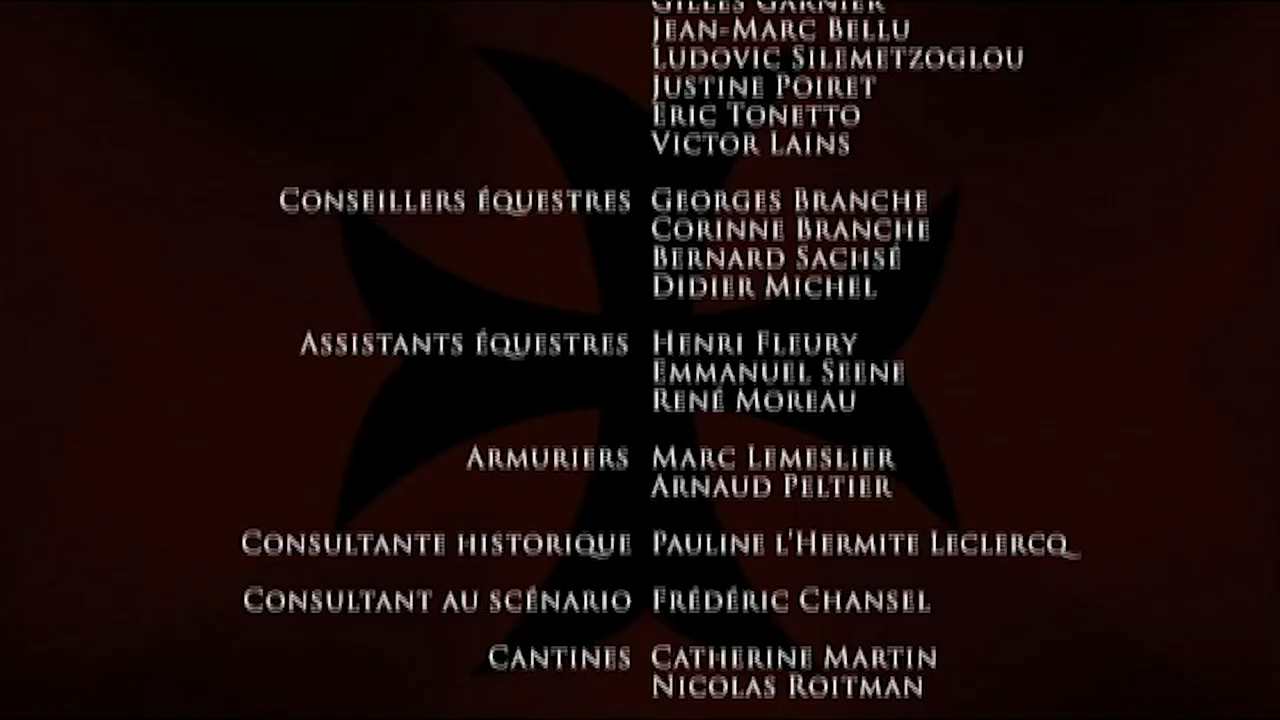 GILLES GARNIER
JEAN-MARC BELLU
LUDOVIC SILEMETZOGLOU
JUSTINE POIRET
ERIC TONETTO
VICTOR LAINS
CONSEILLERS ÉQUESTRES GEORGES BRANCHE
CORINNE BRANCHE
BERNARD SACHSÉ
DIDIER MICHEL
ASSISTANTS ÉQUESTRES HENRI FLEURY
EMMANUEL SEENE
RENÉ MOREAU
ARMURIERS MARC LEMESLIER
ARNAUD PELTIER
CONSULTANTE HISTORIQUE PAULINE L'HERMITE LECLERCQ
CONSULTANT AU SCÉNARIO FRÉDÉRIC CHANSEL
CANTINES CATHERINE MARTIN
NICOLAS ROITMAN